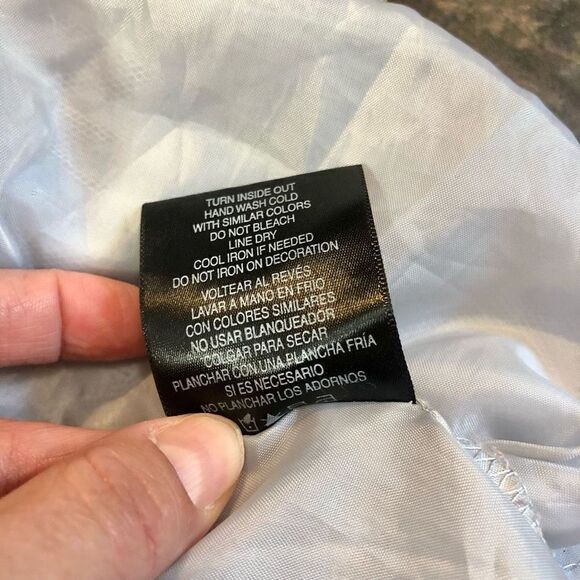 TURN INSIDE OUT
HAND WASH COLD
WITH SIMILAR COLORS
DO NOT BLEACH
LINE DRY
COOL IRON IF NEEDED
DO NOT IRON ON DECORATION
VOLTEAR AL REVÉS
LAVAR A MANO EN FRIO
CON COLORES SIMILARES
NO USAR BLANQUEADOR
COLGAR PARA SECAR
PLANCHAR CON UNA PLANCHA FRÍA
SI ES NECESARIO
NO PLANCHAR LOS ADORNOS